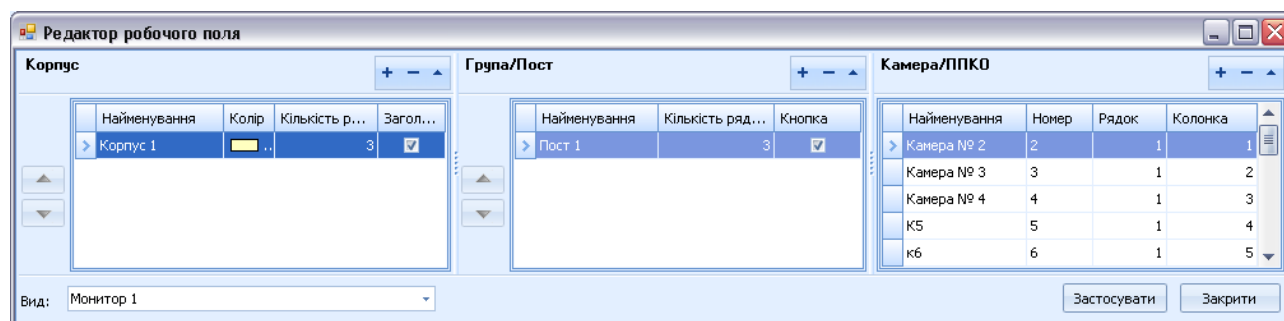 Редактор робочого поля
Корпус
Група/Пост
Камера/ППКО
Найменування Колір Кількість р... Загол...
Корпус 1 .. 3
Найменування Кількість ряд... Кнопка
Пост 1 3
Найменування Номер Рядок Колонка
Камера № 2 2 1 1
Камера № 3 3 1 2
Камера № 4 4 1 3
К5 5 1 4
к6 6 1 5
Вид: Монитор 1
Застосувати Закрити